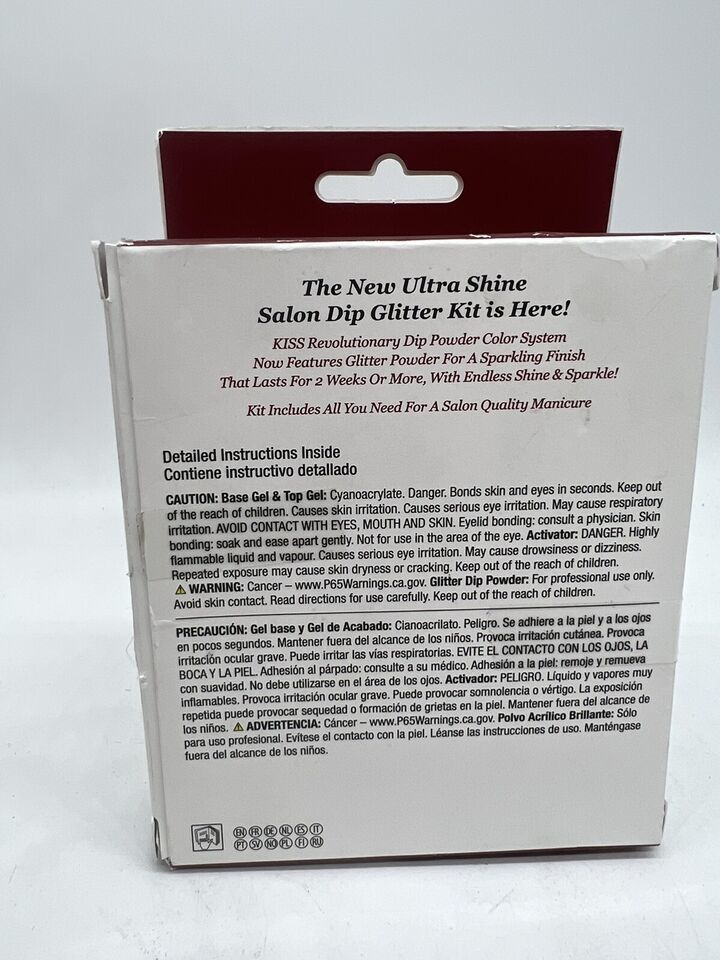 The New Ultra Shine
Salon Dip Glitter Kit is Here!
KISS Revolutionary Dip Powder Color System
Now Features Glitter Powder For A Sparkling Finish
That Lasts For 2 Weeks Or More, With Endless Shine & Sparkle!
Kit Includes All You Need For A Salon Quality Manicure
Detailed Instructions Inside
Contiene instructivo detallado
CAUTION: Base Gel & Top Gel: Cyanoacrylate. Danger. Bonds skin and eyes in seconds. Keep out
of the reach of children. Causes skin irritation. Causes serious eye irritation. May cause respiratory
irritation. AVOID CONTACT WITH EYES, MOUTH AND SKIN. Eyelid bonding: consult a physician. Skin
bonding: soak and ease apart gently. Not for use in the area of the eye. Activator: DANGER. Highly
flammable liquid and vapour. Causes serious eye irritation. May cause drowsiness or dizziness.
Repeated exposure may cause skin dryness or cracking. Keep out of the reach of children.
⚠ WARNING: Cancer – www.P65Warnings.ca.gov. Glitter Dip Powder: For professional use only.
Avoid skin contact. Read directions for use carefully. Keep out of the reach of children.
PRECAUCIÓN: Gel base y Gel de Acabado: Cianoacrilato. Peligro. Se adhiere a la piel y a los ojos
en pocos segundos. Mantener fuera del alcance de los niños. Provoca irritación cutánea. Provoca
irritación ocular grave. Puede irritar las vías respiratorias. EVITE EL CONTACTO CON LOS OJOS, LA
BOCA Y LA PIEL. Adhesión al párpado: consulte a su médico. Adhesión a la piel: remoje y remueva
con suavidad. No debe utilizarse en el área de los ojos. Activador: PELIGRO. Líquido y vapores muy
inflamables. Provoca irritación ocular grave. Puede provocar somnolencia o vértigo. La exposición
repetida puede provocar sequedad o formación de grietas en la piel. Mantener fuera del alcance de
los niños. ⚠ ADVERTENCIA: Cáncer – www.P65Warnings.ca.gov. Polvo Acrílico Brillante: Sólo
para uso profesional. Evítese el contacto con la piel. Léanse las instrucciones de uso. Manténgase
fuera del alcance de los niños.
EN FR DE NL ES IT
PT SV NO PL FI RU